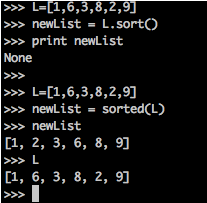 >>> L=[1,6,3,8,2,9]
>>> newList = L.sort()
>>> print newList
None
>>>
>>> L=[1,6,3,8,2,9]
>>> newList = sorted(L)
>>> newList
[1, 2, 3, 6, 8, 9]
>>> L
[1, 6, 3, 8, 2, 9]
>>>